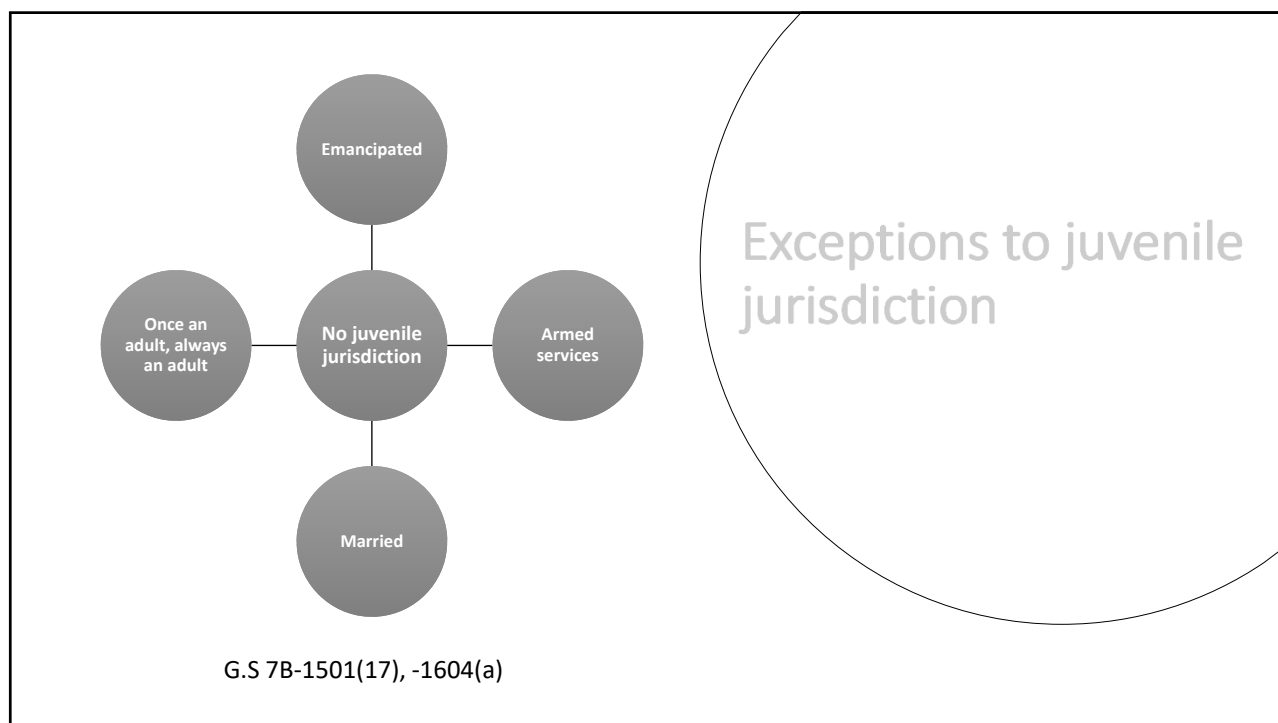 Emancipated
Once an
adult, always
an adult
No juvenile
jurisdiction
Armed
services
Married
G.S 7B-1501(17), -1604(a)
Exceptions to juvenile
jurisdiction